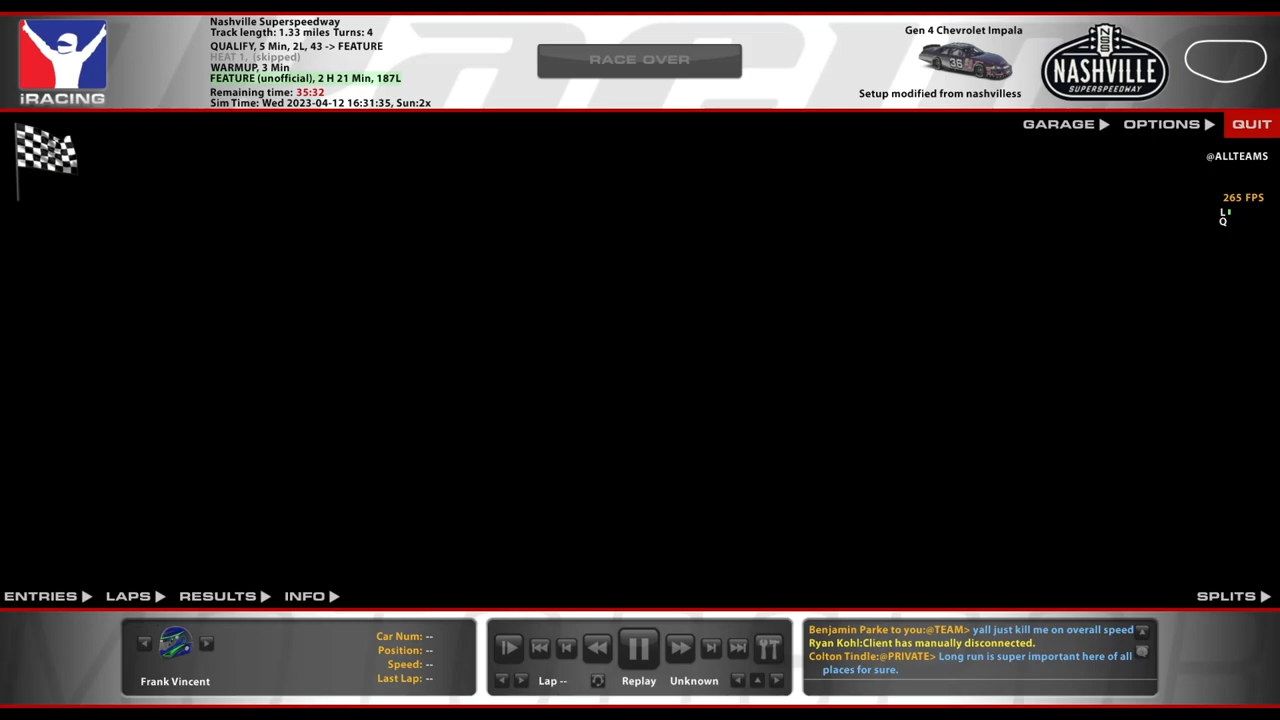 Nashville Superspeedway
Track length: 1.33 miles Turns: 4
QUALIFY, 5 Min, 2L, 43 -> FEATURE
HEAT 1, (skipped)
WARMUP, 3 Min
FEATURE (unofficial), 2 H 21 Min, 187L
Remaining time: 35:32
Sim Time: Wed 2023-04-12 16:31:35, Sun:2x
iRACING
RACE OVER
Gen 4 Chevrolet Impala
36
Setup modified from nashvilless
NSS
NASHVILLE
SUPERSPEEDWAY
GARAGE
OPTIONS
QUIT
@ALLTEAMS
265 FPS
L
Q
ENTRIES
LAPS
RESULTS
INFO
SPLITS
Frank Vincent
Car Num: --
Position: --
Speed: --
Last Lap: --
Lap --
Replay
Unknown
Benjamin Parke to you:@TEAM> yall just kill me on overall speed
Ryan Kohl:Client has manually disconnected.
Colton Tindle:@PRIVATE> Long run is super important here of all
places for sure.